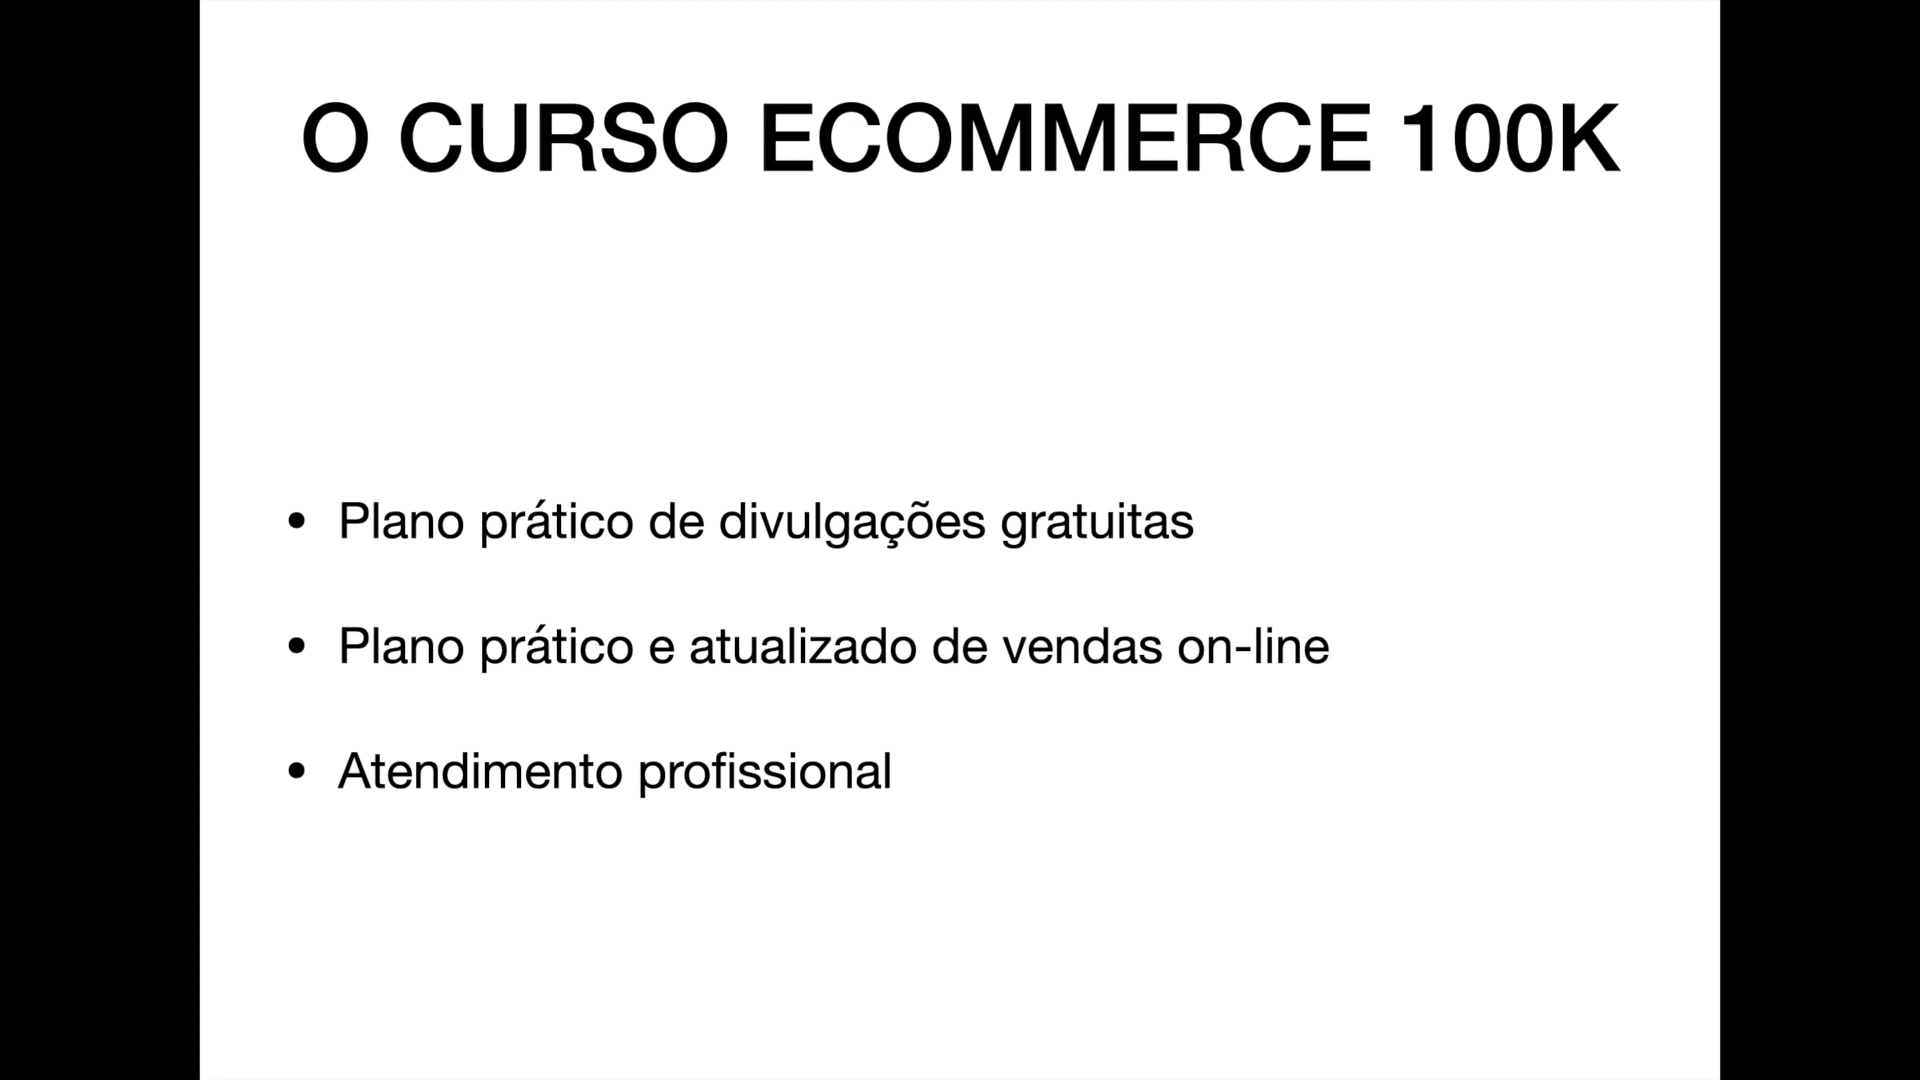 O CURSO ECOMMERCE 100K
• Plano prático de divulgações gratuitas
• Plano prático e atualizado de vendas on-line
• Atendimento profissional